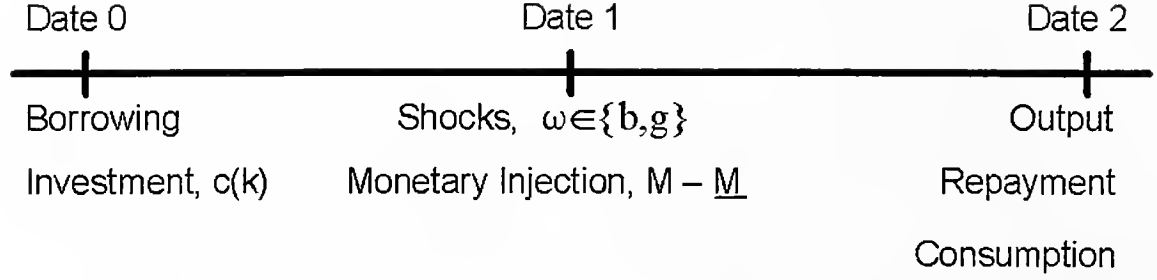 Date 0 Date 1 Date 2
Borrowing Shocks, ω∈{b,g} Output
Investment, c(k) Monetary Injection, M – M Repayment
Consumption